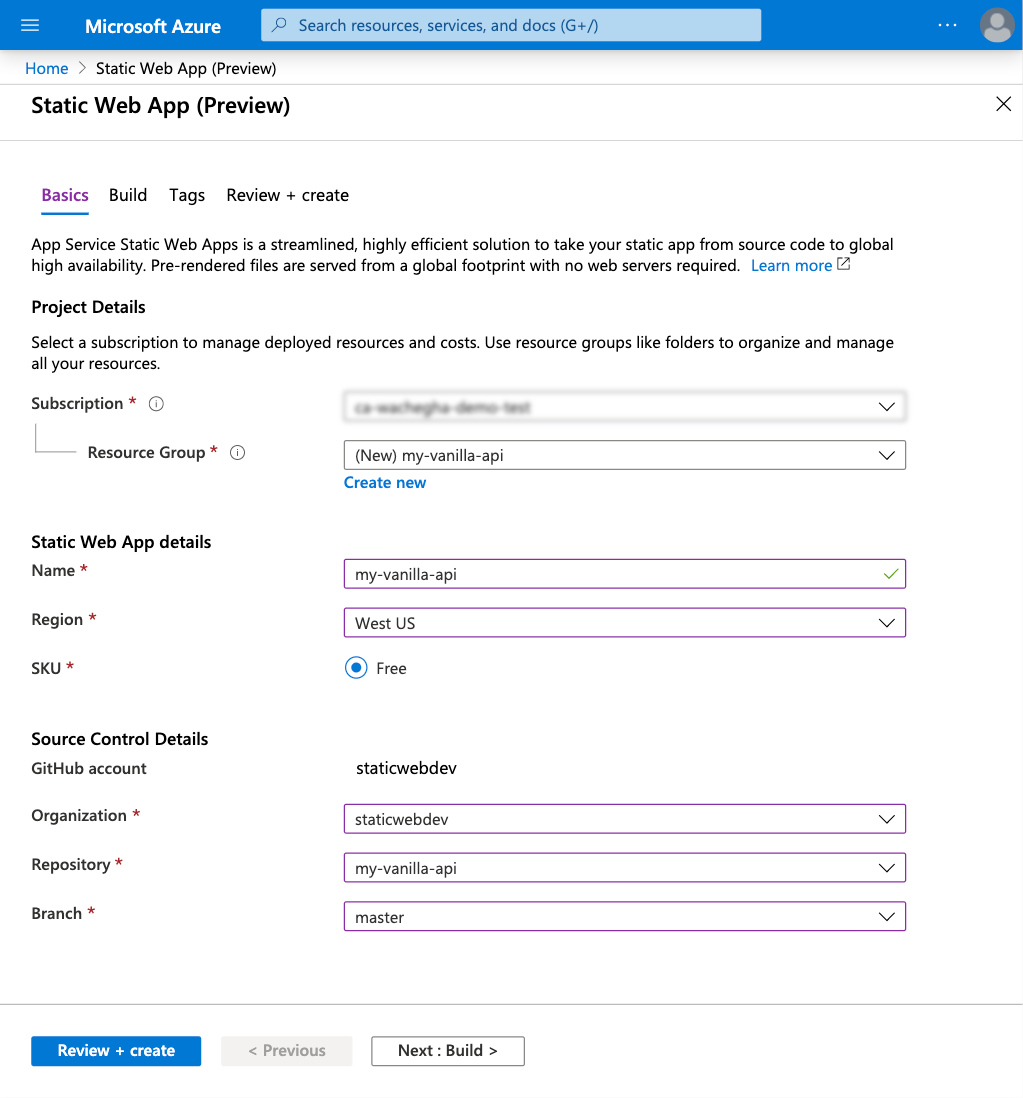 Microsoft Azure
Search resources, services, and docs (G+/)
Home > Static Web App (Preview)
Static Web App (Preview)
Basics Build Tags Review + create
App Service Static Web Apps is a streamlined, highly efficient solution to take your static app from source code to global
high availability. Pre-rendered files are served from a global footprint with no web servers required. Learn more
Project Details
Select a subscription to manage deployed resources and costs. Use resource groups like folders to organize and manage
all your resources.
Subscription *
Resource Group * (New) my-vanilla-api
Create new
Static Web App details
Name * my-vanilla-api
Region * West US
SKU * Free
Source Control Details
GitHub account staticwebdev
Organization * staticwebdev
Repository * my-vanilla-api
Branch * master
Review + create < Previous Next : Build >